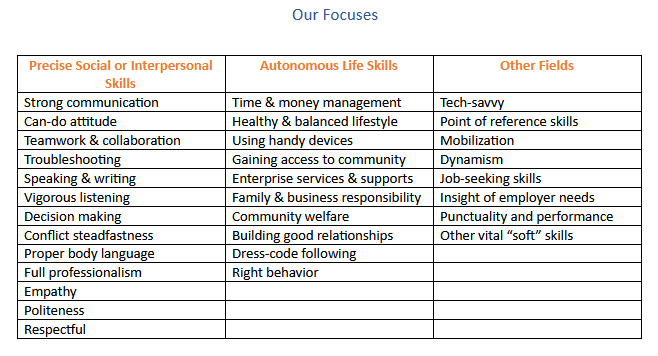 Our Focuses
Precise Social or Interpersonal Skills Autonomous Life Skills Other Fields
Strong communication Time & money management Tech-savvy
Can-do attitude Healthy & balanced lifestyle Point of reference skills
Teamwork & collaboration Using handy devices Mobilization
Troubleshooting Gaining access to community Dynamism
Speaking & writing Enterprise services & supports Job-seeking skills
Vigorous listening Family & business responsibility Insight of employer needs
Decision making Community welfare Punctuality and performance
Conflict steadfastness Building good relationships Other vital “soft” skills
Proper body language Dress-code following
Full professionalism Right behavior
Empathy
Politeness
Respectful